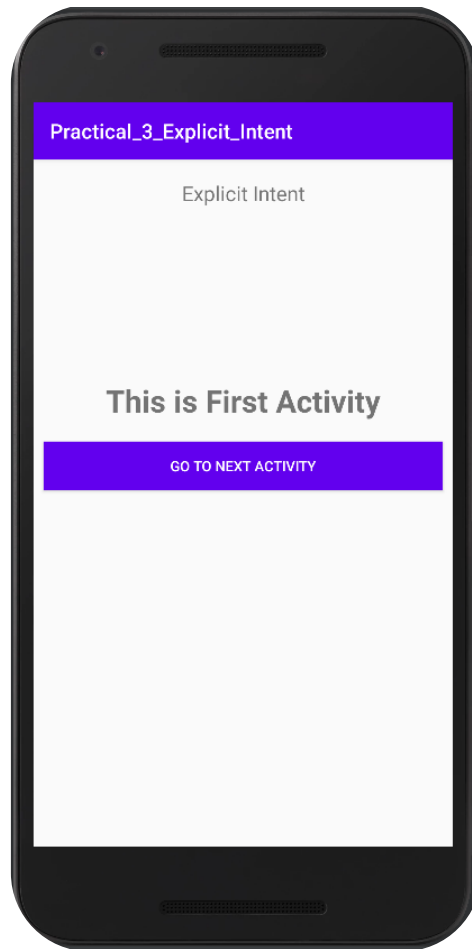 Practical_3_Explicit_Intent
Explicit Intent
This is First Activity
GO TO NEXT ACTIVITY